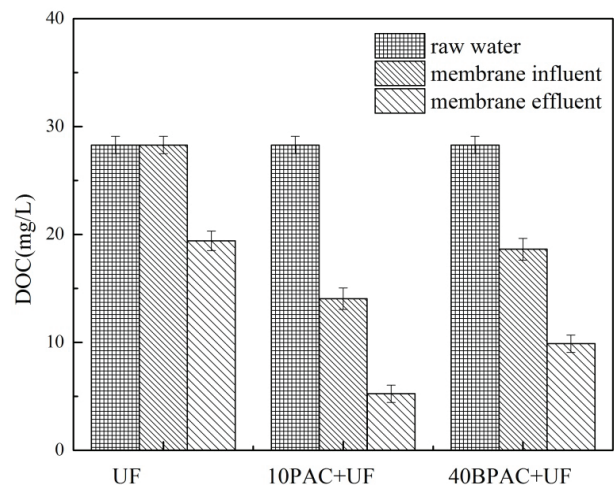 40
30
20
10
0
DOC(mg/L)
raw water
membrane influent
membrane effluent
UF
10PAC+UF
40BPAC+UF